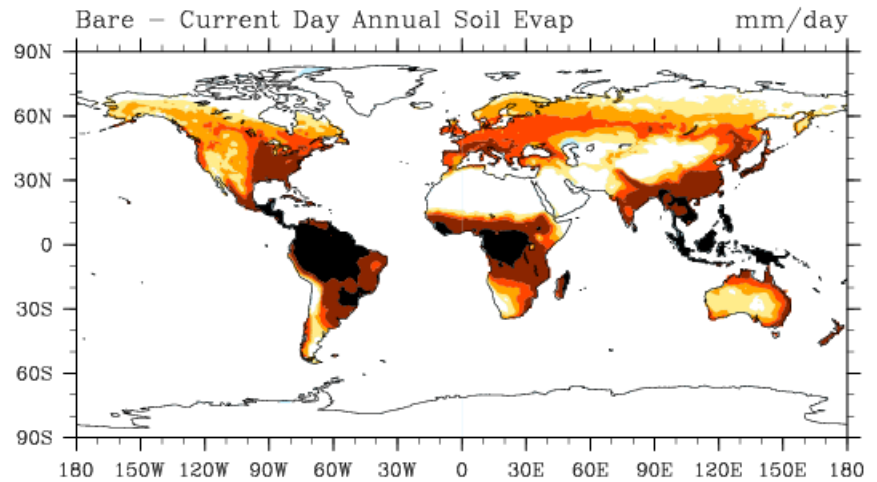 Bare - Current Day Annual Soil Evap mm/day
90N
60N
30N
0
30S
60S
90S
180 150W 120W 90W 60W 30W 0 30E 60E 90E 120E 150E 180